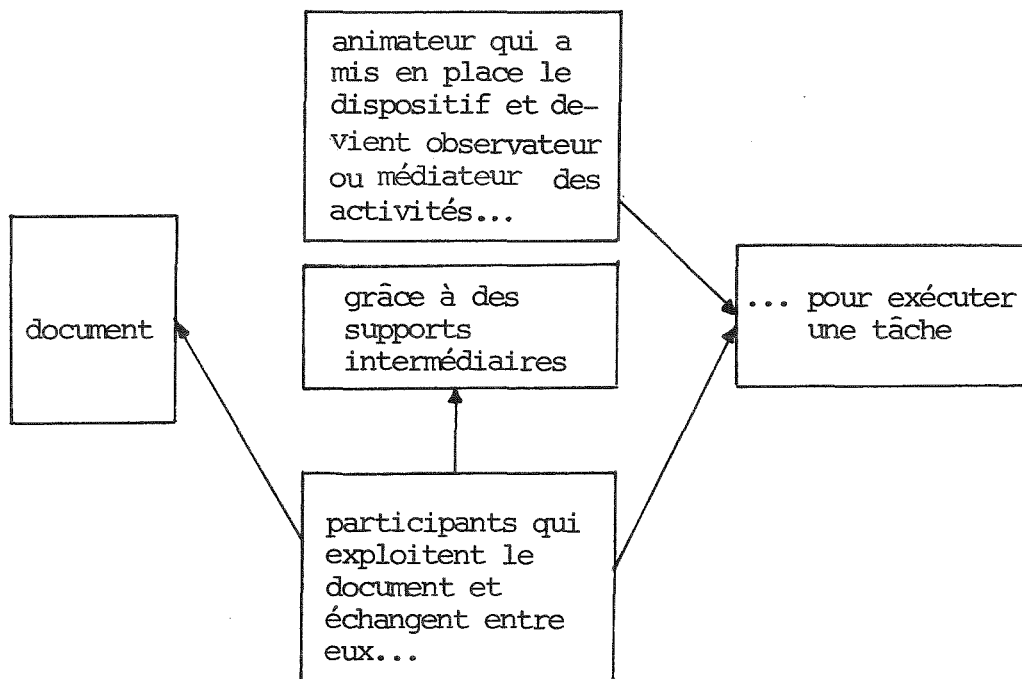 animateur qui a
mis en place le
dispositif et de-
vient observateur
ou médiateur des
activités...
document
grâce à des
supports
intermédiaires
... pour exécuter
une tâche
participants qui
exploitent le
document et
échangent entre
eux...